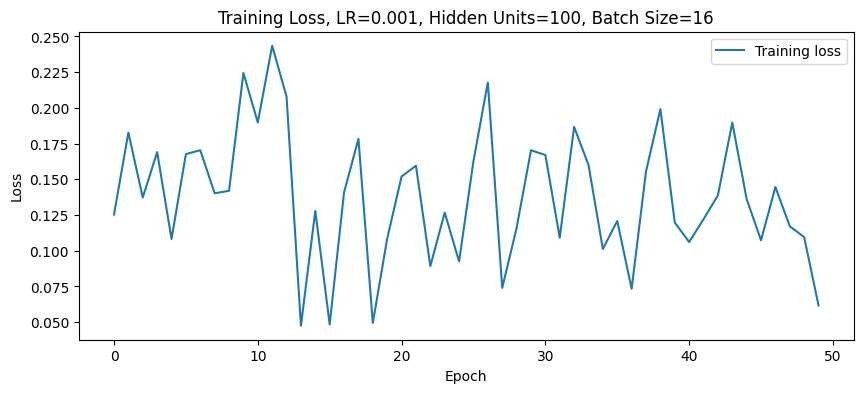 Training Loss, LR=0.001, Hidden Units=100, Batch Size=16
Training loss
0.250
0.225
0.200
0.175
0.150
0.125
0.100
0.075
0.050
Loss
0 10 20 30 40 50
Epoch